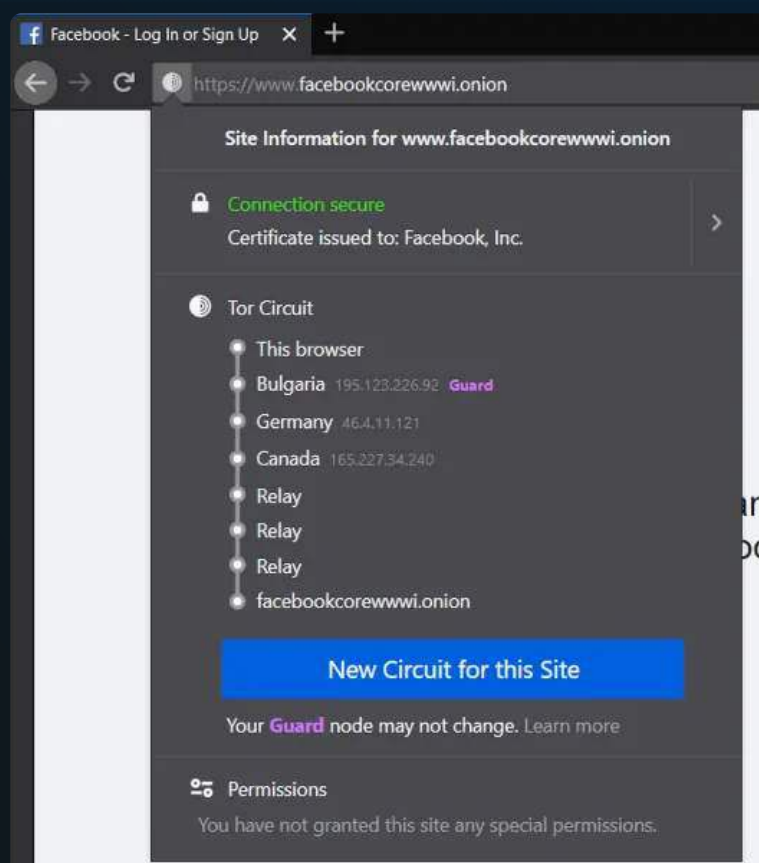 Facebook - Log In or Sign Up
https://www.facebookcorewwwi.onion
Site Information for www.facebookcorewwwi.onion
Connection secure
Certificate issued to: Facebook, Inc.
Tor Circuit
This browser
Bulgaria 195.123.226.92 Guard
Germany 46.4.11.121
Canada 165.227.34.240
Relay
Relay
Relay
facebookcorewwwi.onion
New Circuit for this Site
Your Guard node may not change. Learn more
Permissions
You have not granted this site any special permissions.